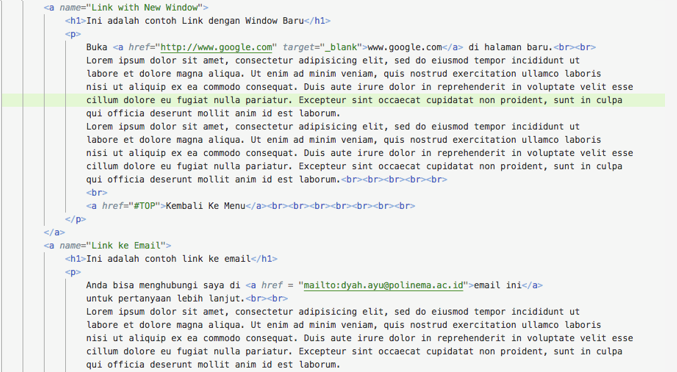 <a name="Link with New Window">
<h1>Ini adalah contoh Link dengan Window Baru</h1>
<p>
Buka <a href="http://www.google.com" target="_blank">www.google.com</a> di halaman baru.<br><br>
Lorem ipsum dolor sit amet, consectetur adipisicing elit, sed do eiusmod tempor incididunt ut
labore et dolore magna aliqua. Ut enim ad minim veniam, quis nostrud exercitation ullamco laboris
nisi ut aliquip ex ea commodo consequat. Duis aute irure dolor in reprehenderit in voluptate velit esse
cillum dolore eu fugiat nulla pariatur. Excepteur sint occaecat cupidatat non proident, sunt in culpa
qui officia deserunt mollit anim id est laborum.
Lorem ipsum dolor sit amet, consectetur adipisicing elit, sed do eiusmod tempor incididunt ut
labore et dolore magna aliqua. Ut enim ad minim veniam, quis nostrud exercitation ullamco laboris
nisi ut aliquip ex ea commodo consequat. Duis aute irure dolor in reprehenderit in voluptate velit esse
cillum dolore eu fugiat nulla pariatur. Excepteur sint occaecat cupidatat non proident, sunt in culpa
qui officia deserunt mollit anim id est laborum.<br><br><br><br><br>
<br>
<a href="#TOP">Kembali Ke Menu</a><br><br><br><br><br><br><br>
</p>
</a>
<a name="Link ke Email">
<h1>Ini adalah contoh link ke email</h1>
<p>
Anda bisa menghubungi saya di <a href = "mailto:dyah.ayu@polinema.ac.id">email ini</a>
untuk pertanyaan lebih lanjut.<br><br>
Lorem ipsum dolor sit amet, consectetur adipisicing elit, sed do eiusmod tempor incididunt ut
labore et dolore magna aliqua. Ut enim ad minim veniam, quis nostrud exercitation ullamco laboris
nisi ut aliquip ex ea commodo consequat. Duis aute irure dolor in reprehenderit in voluptate velit esse
cillum dolore eu fugiat nulla pariatur. Excepteur sint occaecat cupidatat non proident, sunt in culpa
qui officia deserunt mollit anim id est laborum.